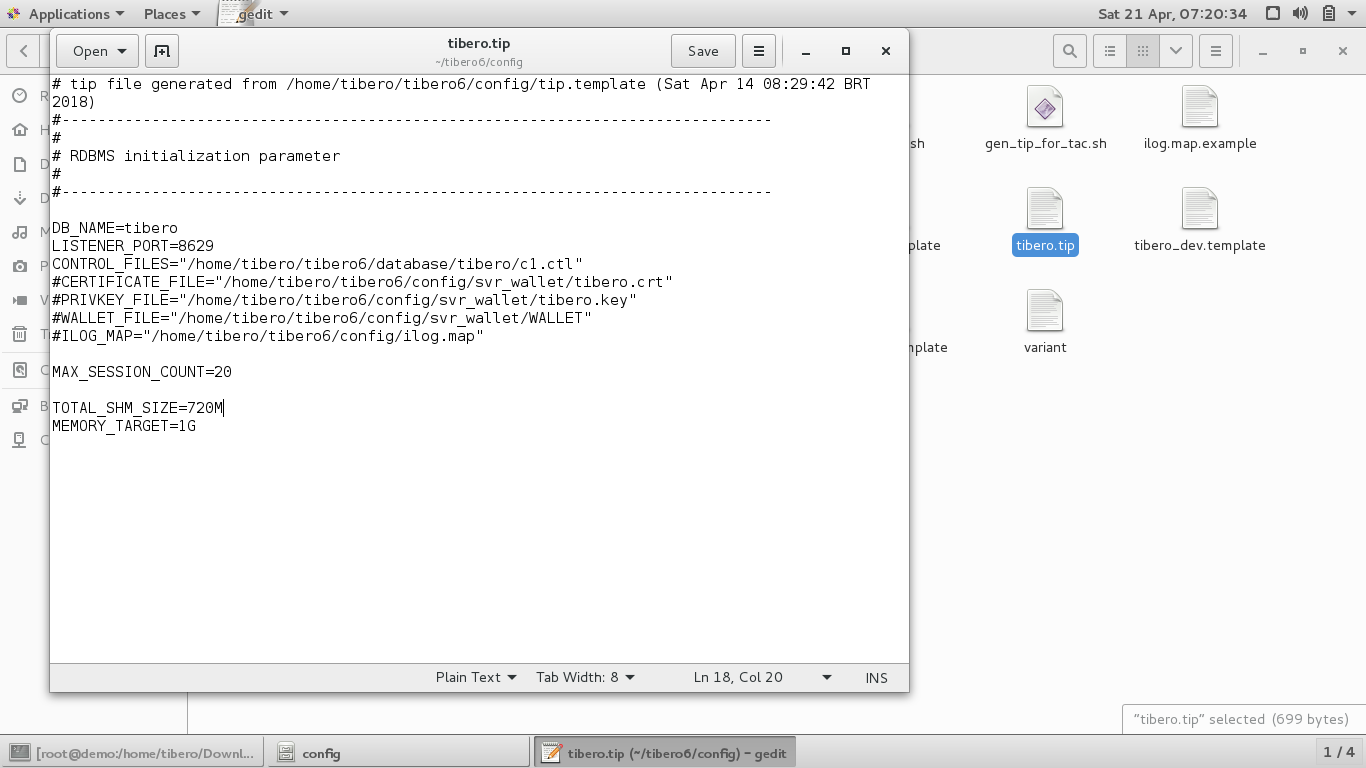 Applications
Places
gedit
Sat 21 Apr, 07:20:34
Open
tibero.tip
~/tibero6/config
Save
# tip file generated from /home/tibero/tibero6/config/tip.template (Sat Apr 14 08:29:42 BRT
2018)
#-------------------------------------------------------------------------------
#
# RDBMS initialization parameter
#
#-------------------------------------------------------------------------------
DB_NAME=tibero
LISTENER_PORT=8629
CONTROL_FILES="/home/tibero/tibero6/database/tibero/c1.ctl"
#CERTIFICATE_FILE="/home/tibero/tibero6/config/svr_wallet/tibero.crt"
#PRIVKEY_FILE="/home/tibero/tibero6/config/svr_wallet/tibero.key"
#WALLET_FILE="/home/tibero/tibero6/config/svr_wallet/WALLET"
#ILOG_MAP="/home/tibero/tibero6/config/ilog.map"
MAX_SESSION_COUNT=20
TOTAL_SHM_SIZE=720M
MEMORY_TARGET=1G
Plain Text
Tab Width: 8
Ln 18, Col 20
INS
sh
gen_tip_for_tac.sh
ilog.map.example
plate
tibero.tip
tibero_dev.template
mplate
variant
"tibero.tip" selected (699 bytes)
[root@demo:/home/tibero/Downl...
config
tibero.tip (~/tibero6/config) - gedit
1 / 4